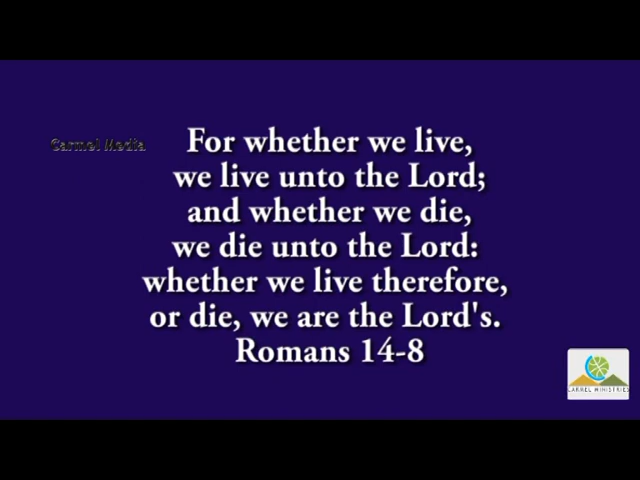 Carmel Media
For whether we live,
we live unto the Lord;
and whether we die,
we die unto the Lord:
whether we live therefore,
or die, we are the Lord's.
Romans 14-8
CARMEL MINISTRIES